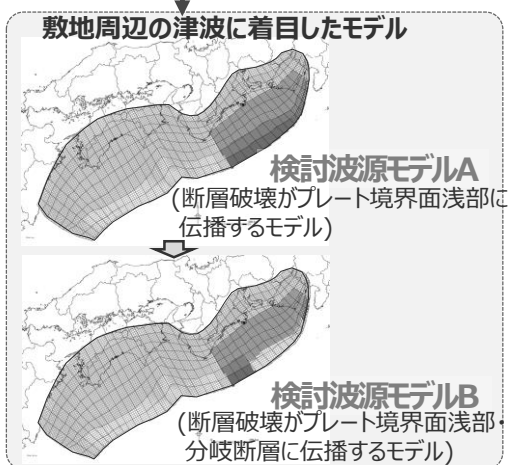 敷地周辺の津波に着目したモデル
検討波源モデルA
(断層破壊がプレート境界面浅部に
伝播するモデル)
検討波源モデルB
(断層破壊がプレート境界面浅部・
分岐断層に伝播するモデル)